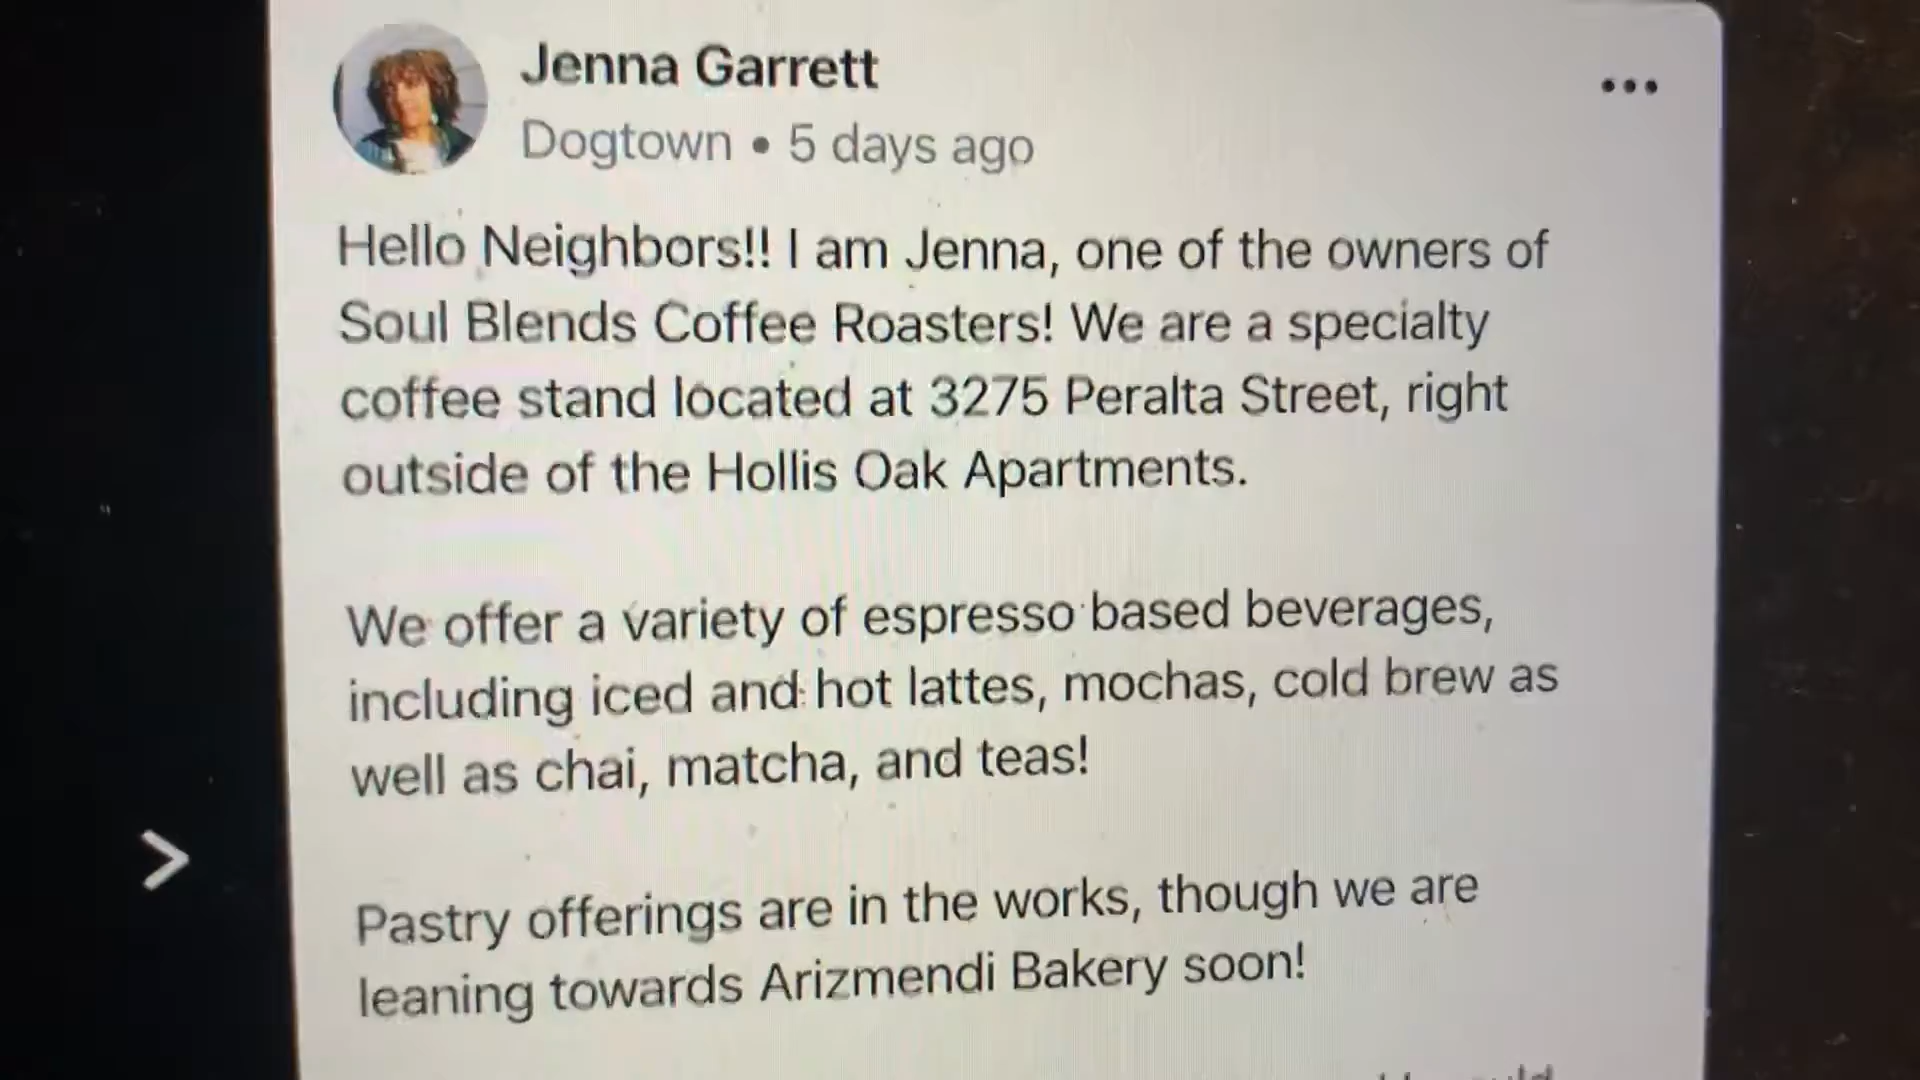 Jenna Garrett
Dogtown • 5 days ago
Hello Neighbors!! I am Jenna, one of the owners of
Soul Blends Coffee Roasters! We are a specialty
coffee stand located at 3275 Peralta Street, right
outside of the Hollis Oak Apartments.
We offer a variety of espresso based beverages,
including iced and hot lattes, mochas, cold brew as
well as chai, matcha, and teas!
Pastry offerings are in the works, though we are
leaning towards Arizmendi Bakery soon!